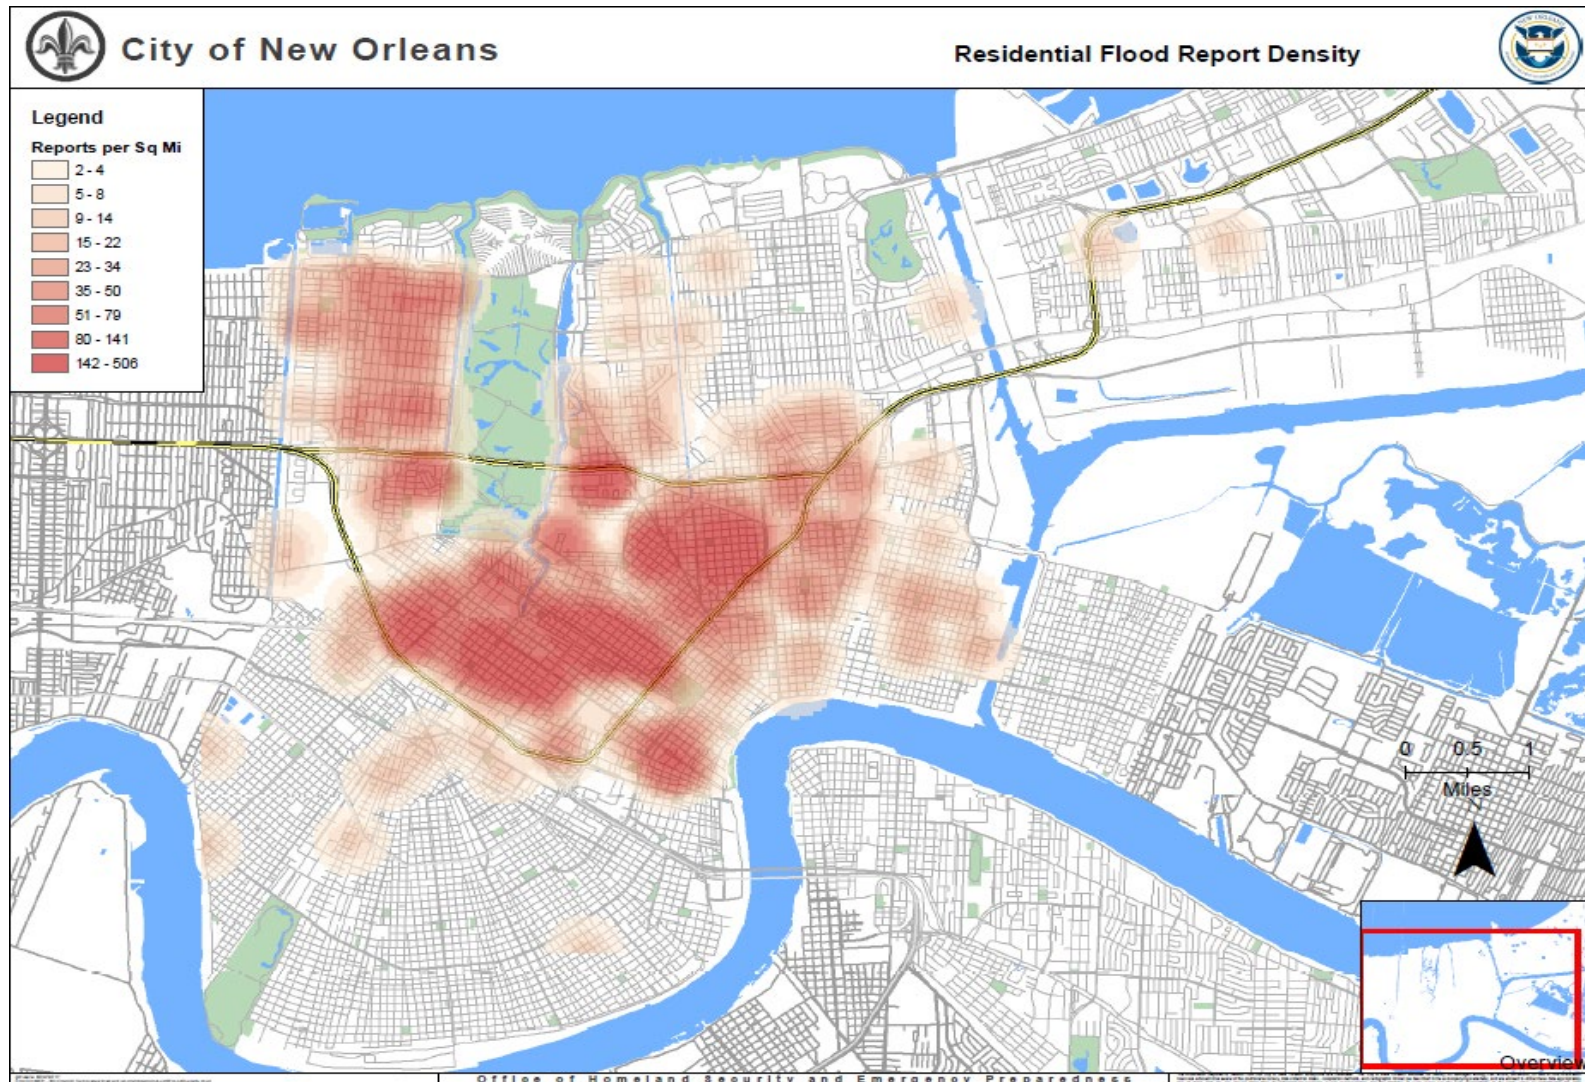 City of New Orleans
Residential Flood Report Density
Legend
Reports per Sq Mi
2 - 4
5 - 8
9 - 14
15 - 22
23 - 34
35 - 50
51 - 79
80 - 141
142 - 506
0 0.5 1
Miles
Overview
Office of Homeland Security and Emergency Preparedness